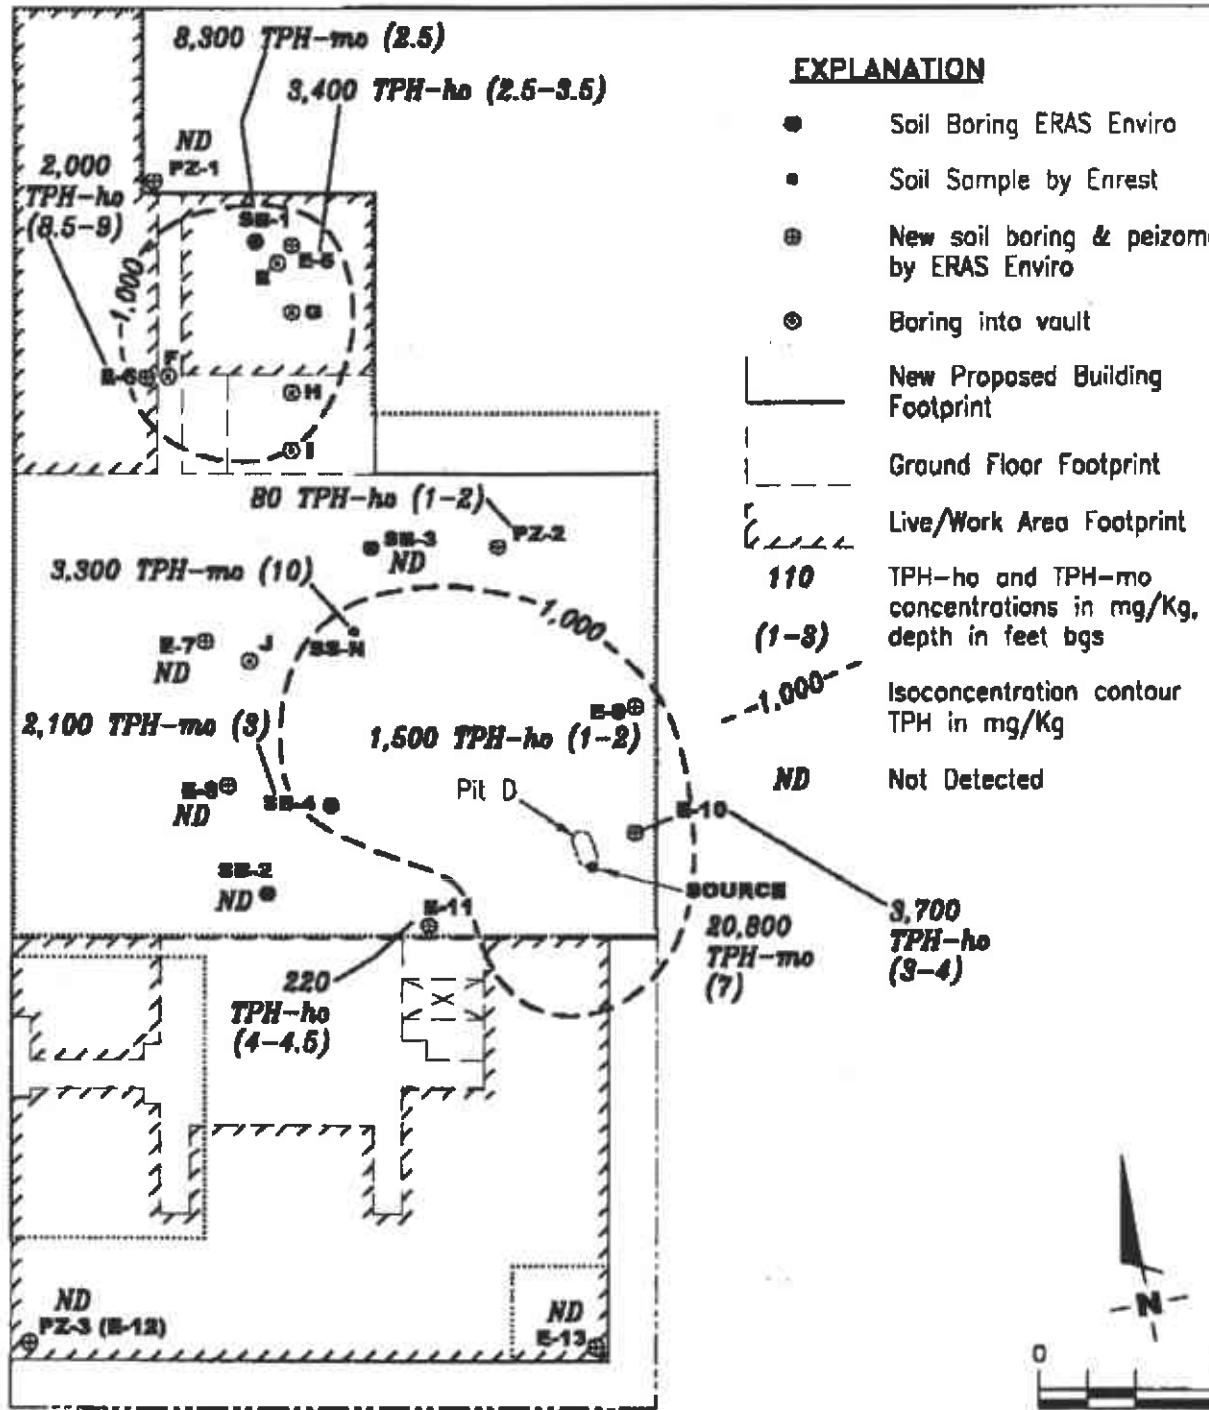 8,300 TPH-mo (2.5)
3,400 TPH-ho (2.5-3.5)
ND
PZ-1
2,000
TPH-ho
(8.5-9)
SB-1
E-5
E
G
1,000
F
E-6
H
I
80 TPH-ho (1-2)
PZ-2
SB-3
ND
3,300 TPH-mo (10)
1,000
SS-N
E-7
ND
J
2,100 TPH-mo (3)
E-9
1,500 TPH-ho (1-2)
Pit D
E-8
ND
SB-4
E-10
SB-2
ND
SOURCE
20,800
TPH-mo
(7)
3,700
TPH-ho
(3-4)
E-11
220
TPH-ho
(4-4.5)
ND
PZ-3 (E-12)
ND
E-13
EXPLANATION
Soil Boring ERAS Enviro
Soil Sample by Enrest
New soil boring & peizom
by ERAS Enviro
Boring into vault
New Proposed Building
Footprint
Ground Floor Footprint
Live/Work Area Footprint
110 TPH-ho and TPH-mo
concentrations in mg/Kg,
(1-3) depth in feet bgs
1,000 Isoconcentration contour
TPH in mg/Kg
ND Not Detected
N
0